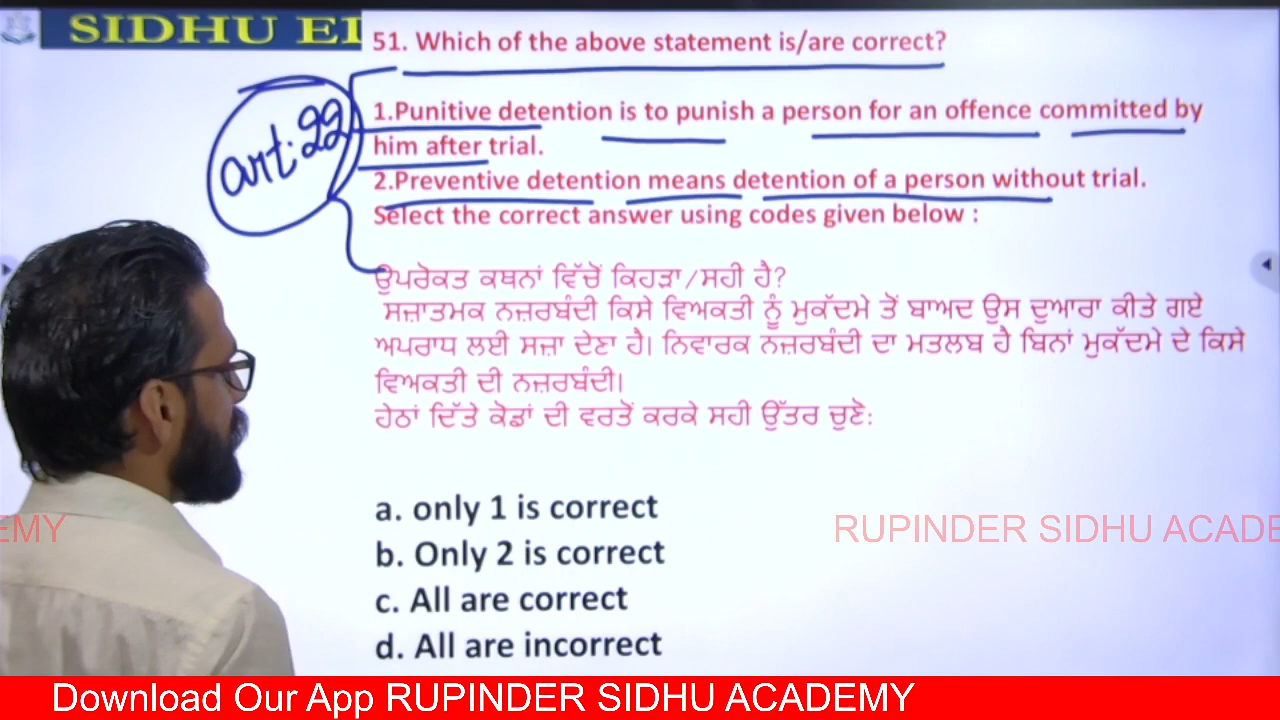 SIDHU
51. Which of the above statement is/are correct?
art. 22
1.Punitive detention is to punish a person for an offence committed by
him after trial.
2.Preventive detention means detention of a person without trial.
Select the correct answer using codes given below :
ਉਪਰੋਕਤ ਕਥਨਾਂ ਵਿੱਚੋਂ ਕਿਹੜਾ/ਸਹੀ ਹੈ?
ਸਜ਼ਾਤਮਕ ਨਜ਼ਰਬੰਦੀ ਕਿਸੇ ਵਿਅਕਤੀ ਨੂੰ ਮੁਕੱਦਮੇ ਤੋਂ ਬਾਅਦ ਉਸ ਦੁਆਰਾ ਕੀਤੇ ਗਏ
ਅਪਰਾਧ ਲਈ ਸਜ਼ਾ ਦੇਣਾ ਹੈ। ਨਿਵਾਰਕ ਨਜ਼ਰਬੰਦੀ ਦਾ ਮਤਲਬ ਹੈ ਬਿਨਾਂ ਮੁਕੱਦਮੇ ਦੇ ਕਿਸੇ
ਵਿਅਕਤੀ ਦੀ ਨਜ਼ਰਬੰਦੀ।
ਹੇਠਾਂ ਦਿੱਤੇ ਕੋਡਾਂ ਦੀ ਵਰਤੋਂ ਕਰਕੇ ਸਹੀ ਉੱਤਰ ਚੁਣੋ:
a. only 1 is correct
EMY RUPINDER SIDHU ACADE
b. Only 2 is correct
c. All are correct
d. All are incorrect
Download Our App RUPINDER SIDHU ACADEMY